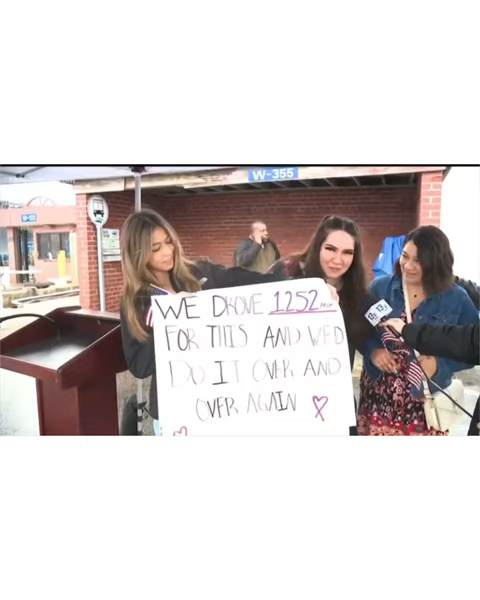 W-355
WE DROVE 1252
FOR THIS AND WE'D
DO IT OVER AND
OVER AGAIN